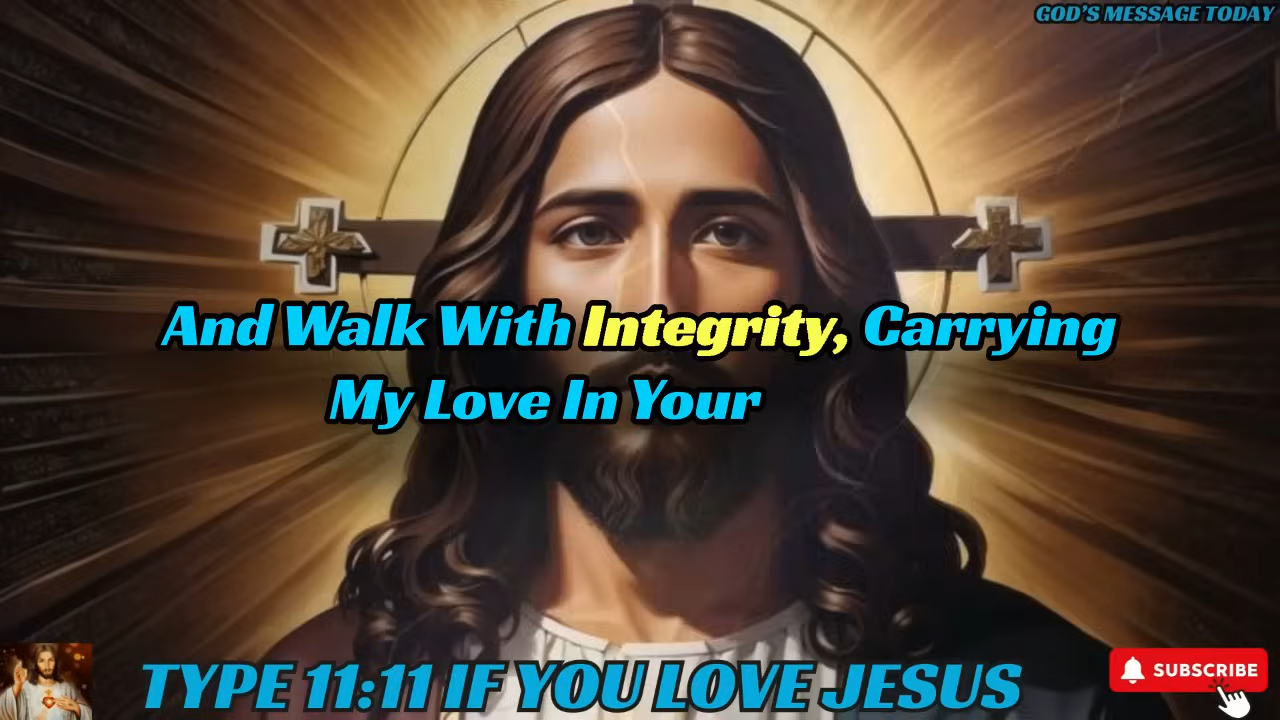 GOD'S MESSAGE TODAY
And Walk With Integrity, Carrying
My Love In Your
TYPE 11:11 IF YOU LOVE JESUS
SUBSCRIBE